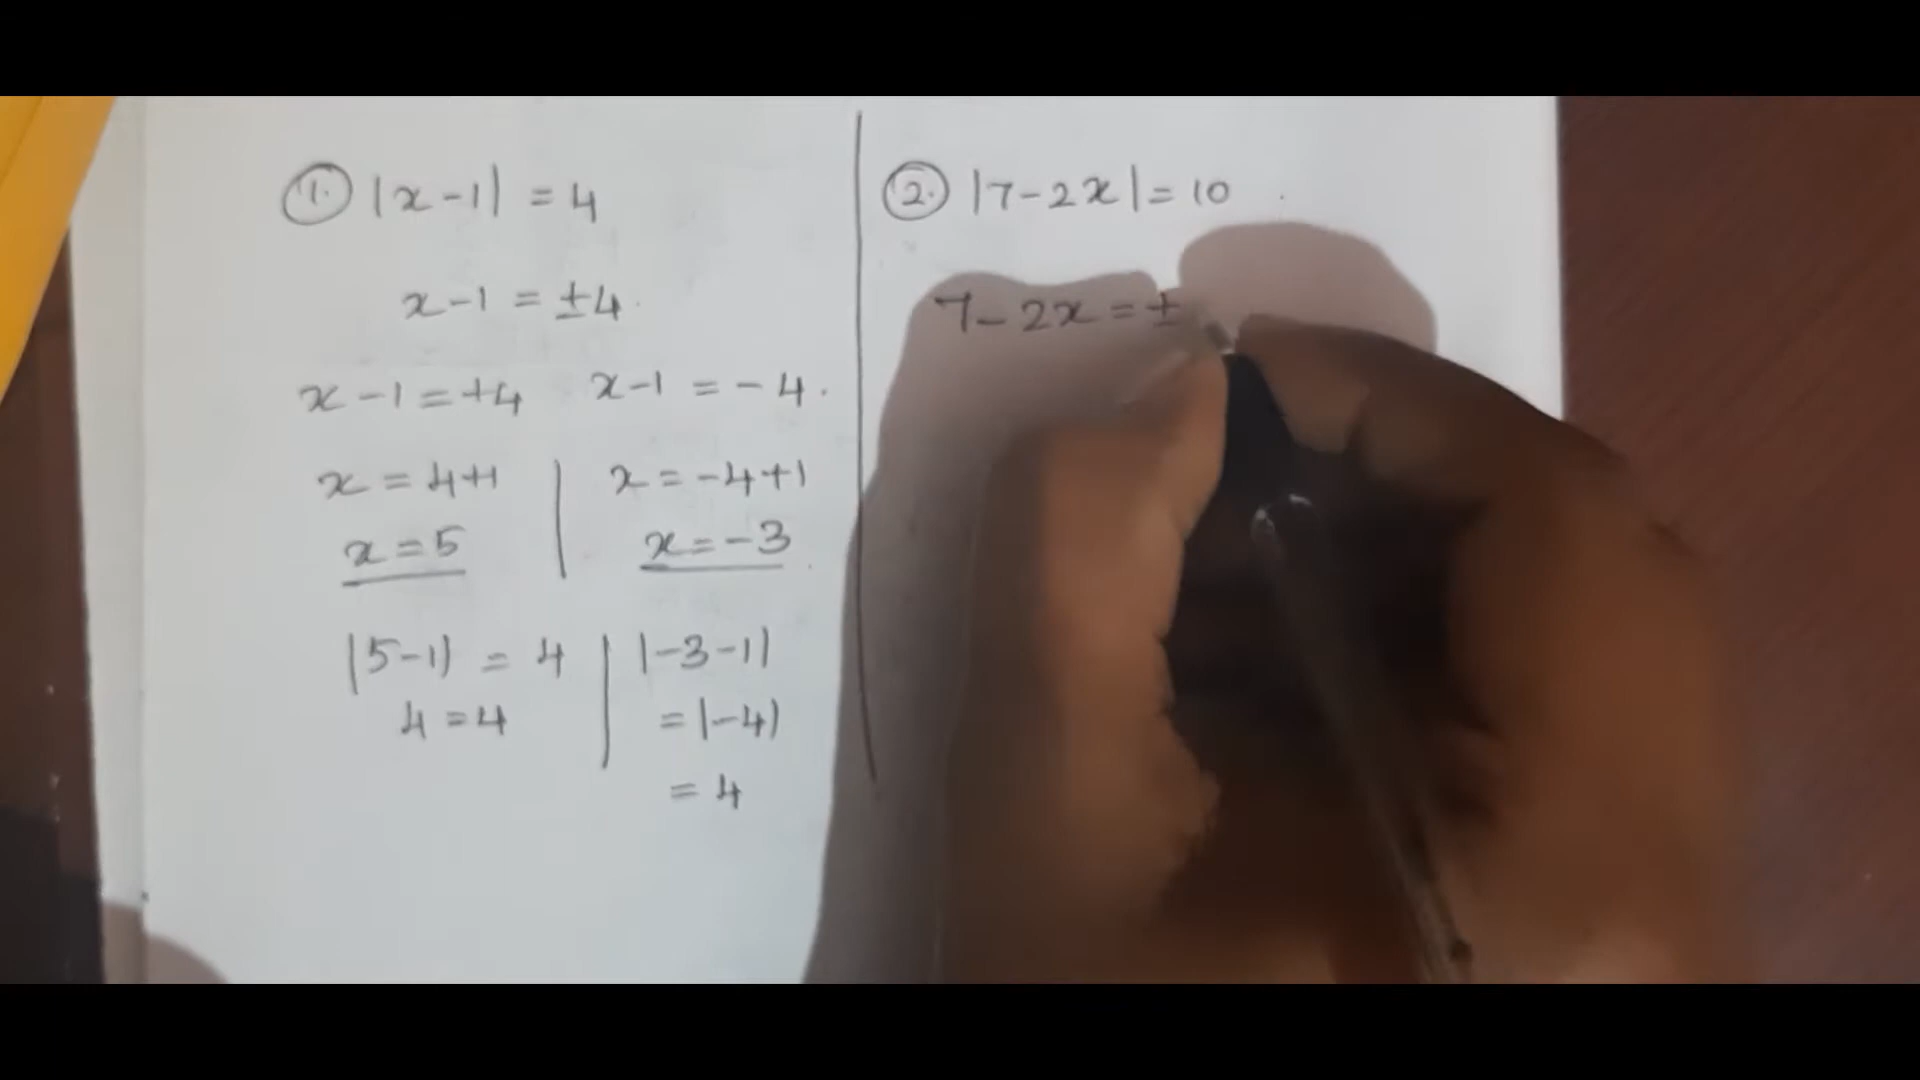 1. |x-1| = 4
x-1 = ±4.
x-1 = +4 x-1 = -4.
x = 4+1 | x = -4+1
x = 5 | x = -3
|5-1| = 4 | |-3-1|
4 = 4 | = |-4|
= 4
2. |7-2x| = 10
7-2x = ±